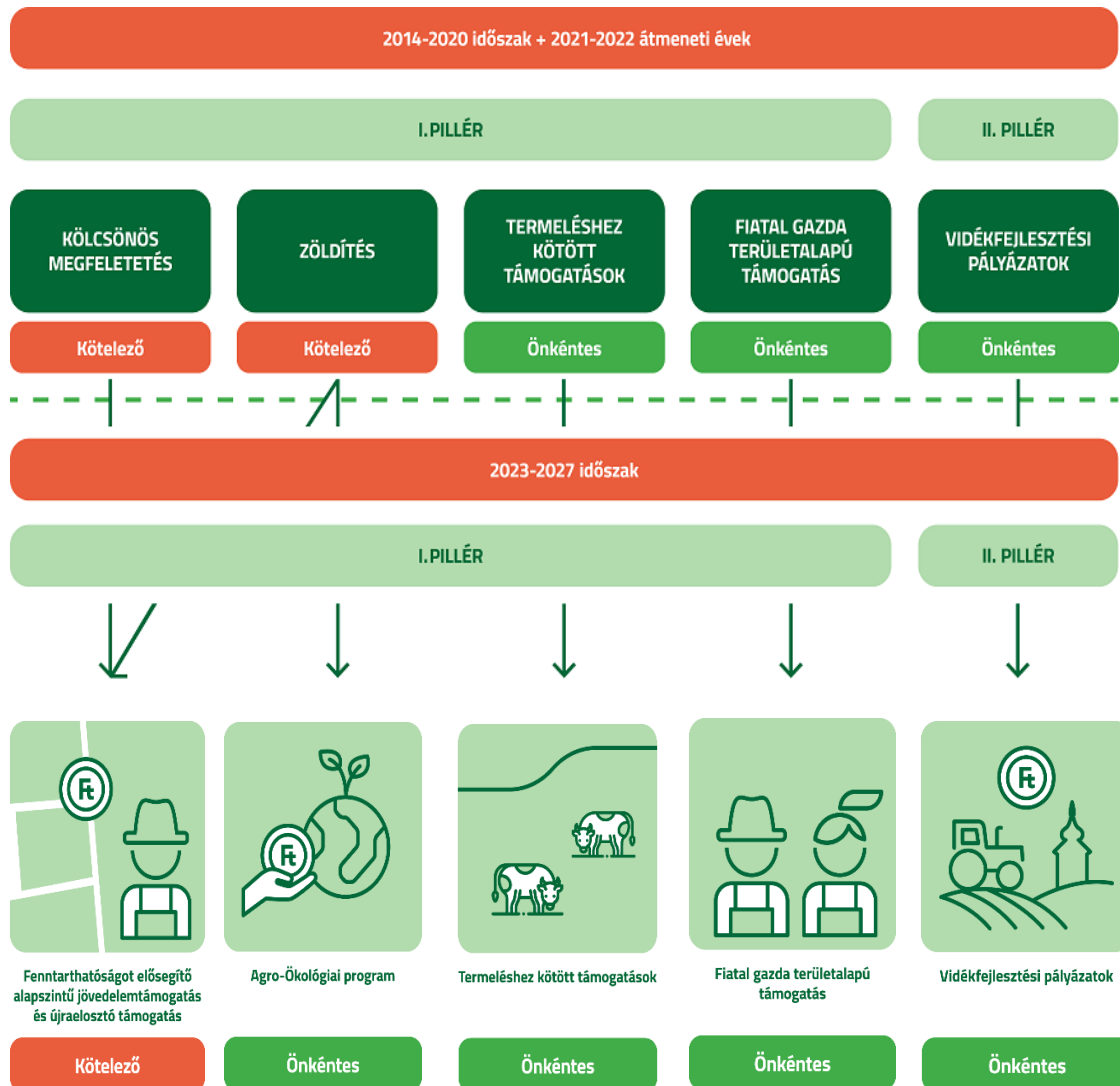 2014-2020 időszak + 2021-2022 átmeneti évek
I.PILLÉR
II. PILLÉR
KÖLCSÖNÖS
MEGFELETETÉS
ZÖLDÍTÉS
TERMELÉSHEZ
KÖTÖTT
TÁMOGATÁSOK
FIATAL GAZDA
TERÜLETALAPÚ
TÁMOGATÁS
VIDÉKFEJLESZTÉSI
PÁLYÁZATOK
Kötelező
Kötelező
Önkéntes
Önkéntes
Önkéntes
2023-2027 időszak
I.PILLÉR
II. PILLÉR
Ft
Ft
Ft
Fenntarthatóságot elősegítő
alapszintű jövedelemtámogatás
és újraelosztó támogatás
Agro-Ökológiai program
Termeléshez kötött támogatások
Fiatal gazda területalapú
támogatás
Vidékfejlesztési pályázatok
Kötelező
Önkéntes
Önkéntes
Önkéntes
Önkéntes